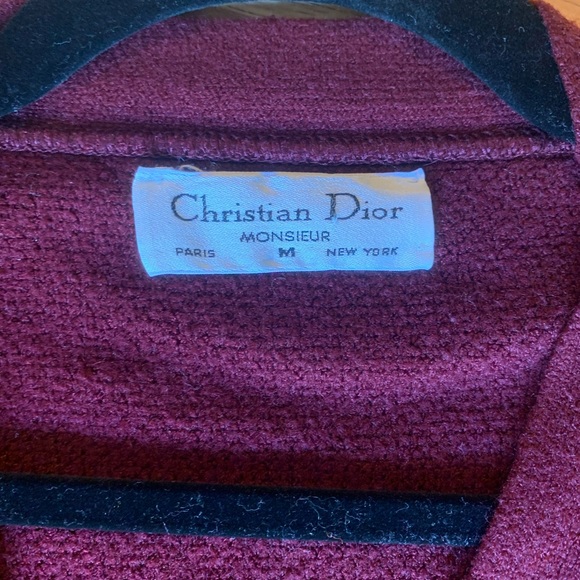 Christian Dior
MONSIEUR
PARIS M NEW YORK